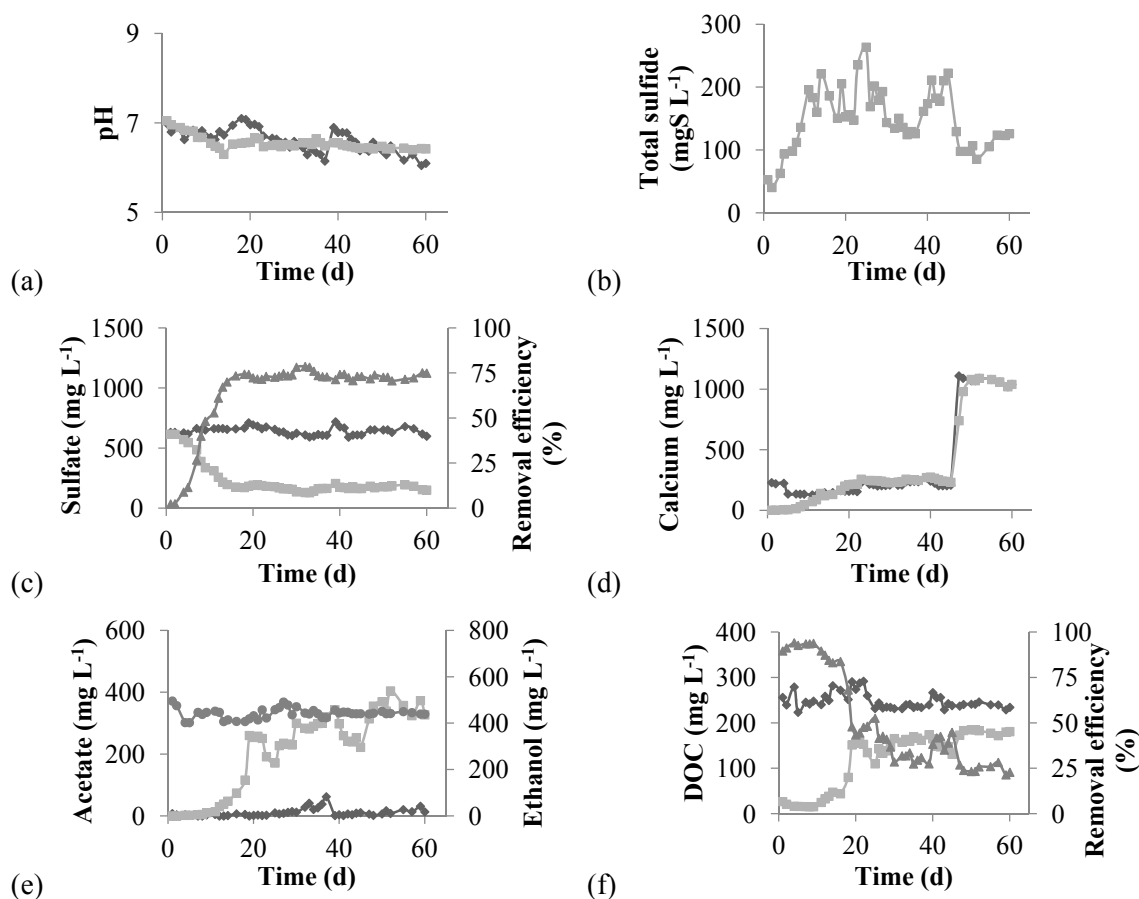 9
7
5
pH
0 20 40 60
Time (d)
(a)
300
200
100
0
Total sulfide
(mgS L⁻¹)
0 20 40 60
Time (d)
(b)
1500
1000
500
0
Sulfate (mg L⁻¹)
100
75
50
25
0
Removal efficiency
(%)
0 20 40 60
Time (d)
(c)
1500
1000
500
0
Calcium (mg L⁻¹)
0 20 40 60
Time (d)
(d)
600
400
200
0
Acetate (mg L⁻¹)
800
600
400
200
0
Ethanol (mg L⁻¹)
0 20 40 60
Time (d)
(e)
400
300
200
100
0
DOC (mg L⁻¹)
100
75
50
25
0
Removal efficiency
(%)
0 20 40 60
Time (d)
(f)